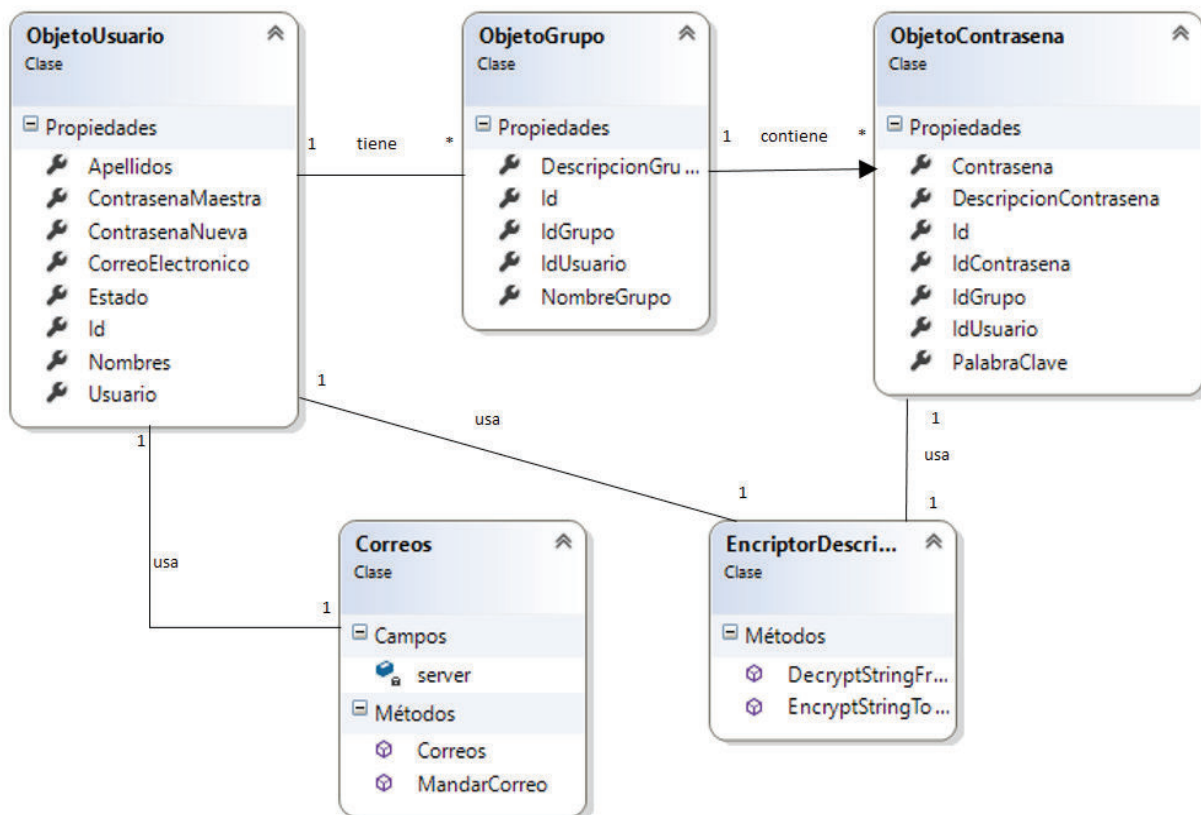 ObjetoUsuario
Clase
Propiedades
Apellidos
ContrasenaMaestra
ContrasenaNueva
CorreoElectronico
Estado
Id
Nombres
Usuario
1 tiene *
ObjetoGrupo
Clase
Propiedades
DescripcionGru...
Id
IdGrupo
IdUsuario
NombreGrupo
1 contiene *
ObjetoContrasena
Clase
Propiedades
Contrasena
DescripcionContrasena
Id
IdContrasena
IdGrupo
IdUsuario
PalabraClave
1
usa
1
1
usa
1
1
usa
1
Correos
Clase
Campos
server
Métodos
Correos
MandarCorreo
EncriptorDescri...
Clase
Métodos
DecryptStringFr...
EncryptStringTo...